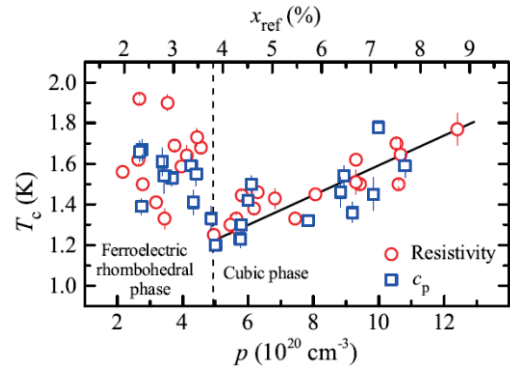 x_ref (%)
2 3 4 5 6 7 8 9
2.0
1.8
1.6
1.4
1.2
1.0
T_c (K)
Ferroelectric
rhombohedral
phase
Cubic phase
Resistivity
c_p
2 4 6 8 10 12
p (10^20 cm^-3)